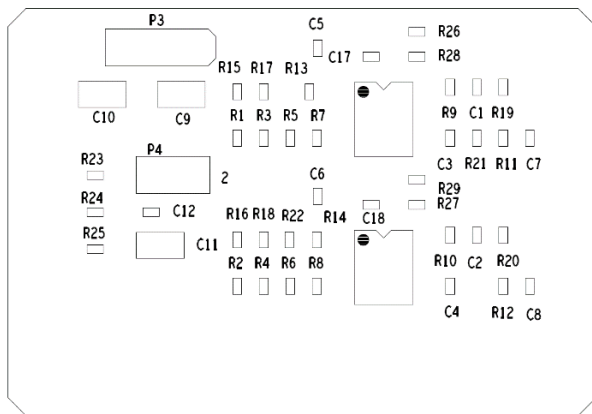 P3
C5
R26
C17
R28
R15 R17 R13
C10 C9
R1 R3 R5 R7
R9 C1 R19
P4
R23
2
C3 R21 R11 C7
C6
R29
R24
C12
R27
R16 R18 R22 R14 C18
R25
C11
R2 R4 R6 R8
R10 C2 R20
C4 R12 C8